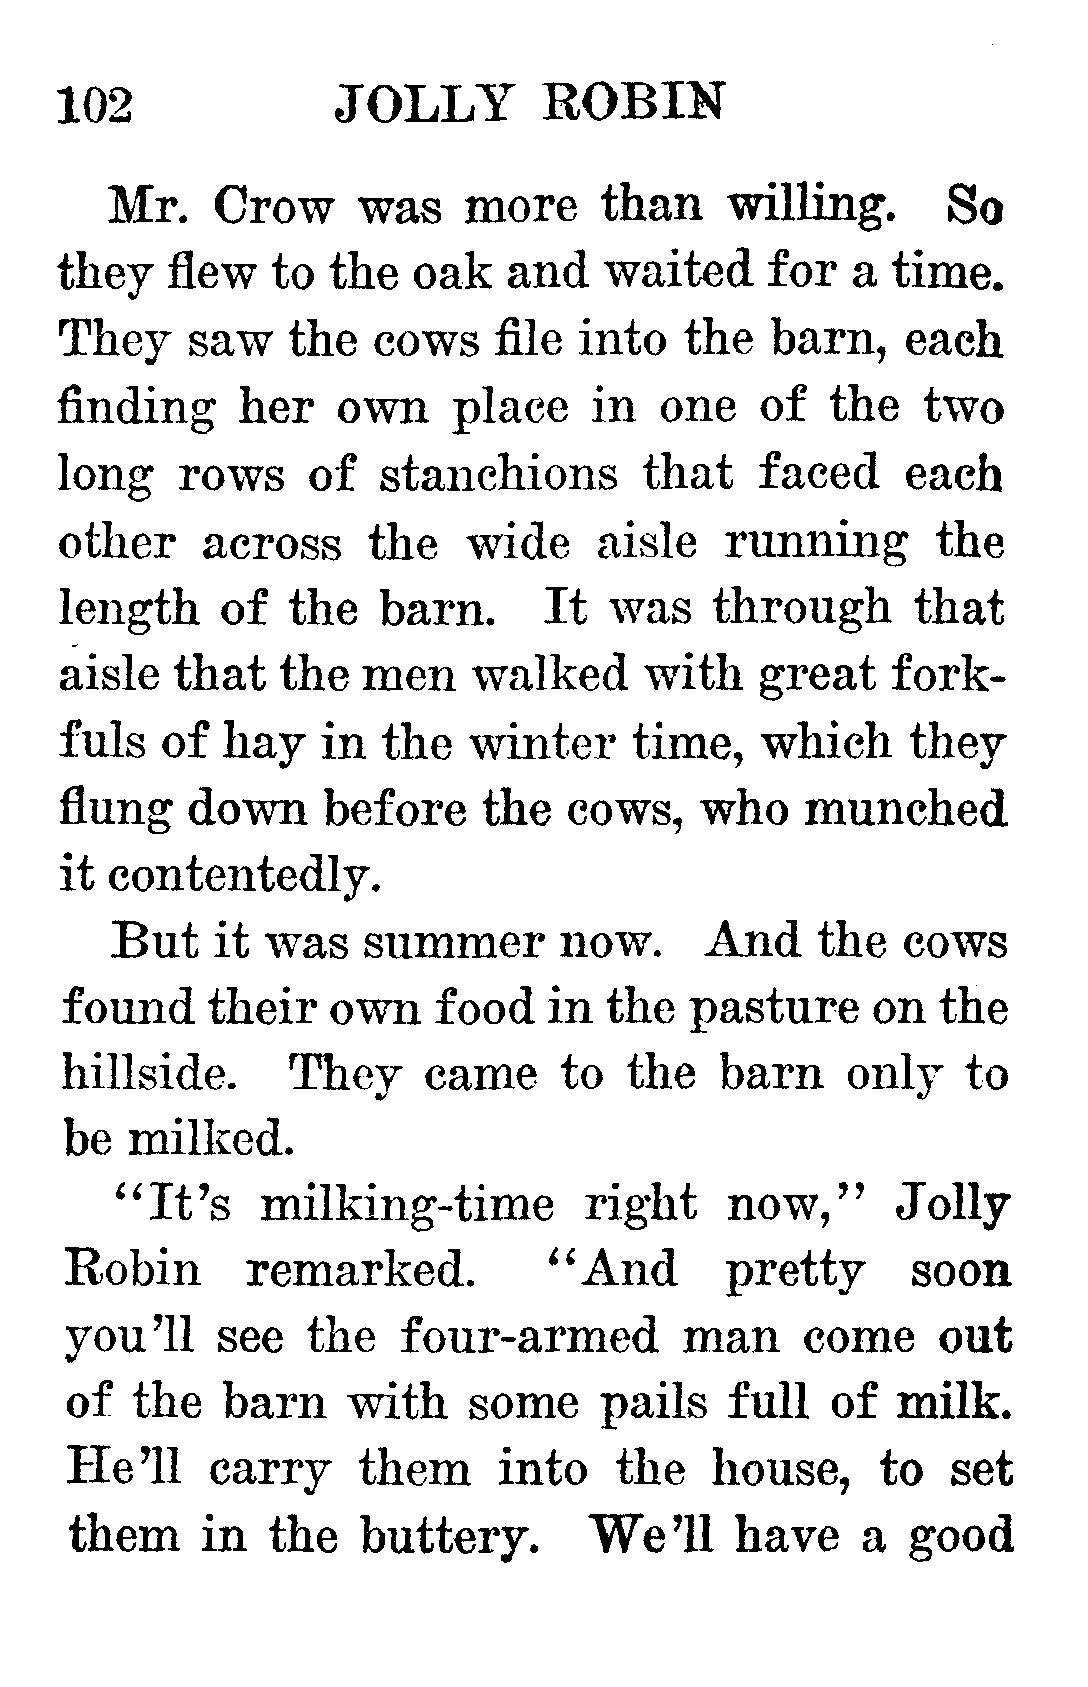 102 JOLLY ROBIN
Mr. Crow was more than willing. So
they flew to the oak and waited for a time.
They saw the cows file into the barn, each
finding her own place in one of the two
long rows of stanchions that faced each
other across the wide aisle running the
length of the barn. It was through that
aisle that the men walked with great fork-
fuls of hay in the winter time, which they
flung down before the cows, who munched
it contentedly.
But it was summer now. And the cows
found their own food in the pasture on the
hillside. They came to the barn only to
be milked.
“It’s milking-time right now,” Jolly
Robin remarked. “And pretty soon
you’ll see the four-armed man come out
of the barn with some pails full of milk.
He’ll carry them into the house, to set
them in the buttery. We’ll have a good